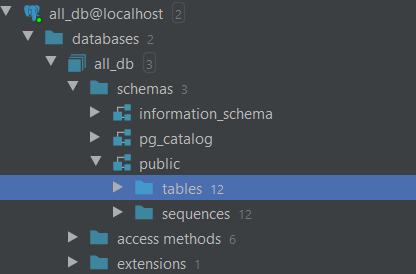 all_db@localhost 2
databases 2
all_db 3
schemas 3
information_schema
pg_catalog
public
tables 12
sequences 12
access methods 6
extensions 1